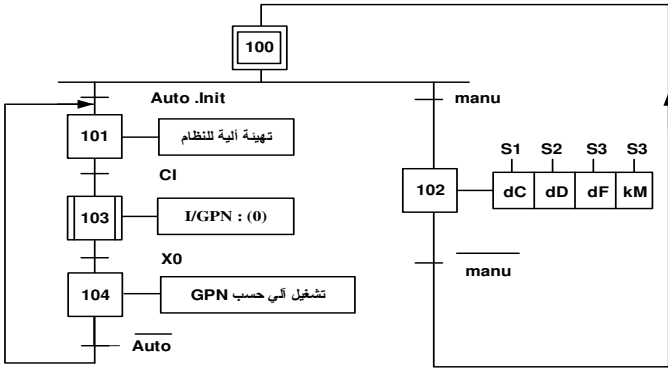 100
Auto .Init
manu
101
تهيئة ألية للنظام
S1 S2 S3 S3
102
dC dD dF kM
CI
103
I/GPN : (0)
manu
X0
104
تشغيل آلي حسب GPN
Auto